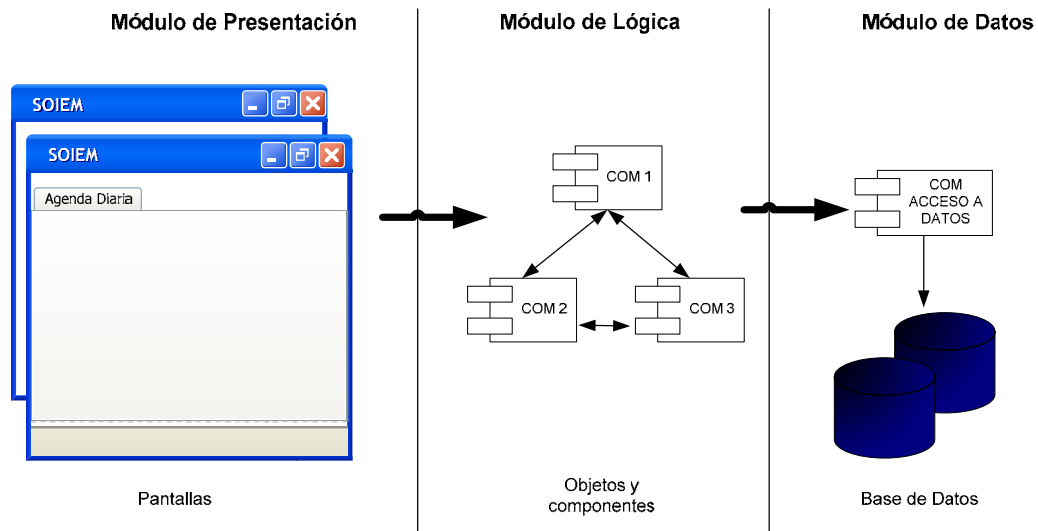 Módulo de Presentación
Módulo de Lógica
Módulo de Datos
SOIEM
SOIEM
Agenda Diaria
COM 1
COM 2
COM 3
COM
ACCESO A
DATOS
Pantallas
Objetos y
componentes
Base de Datos